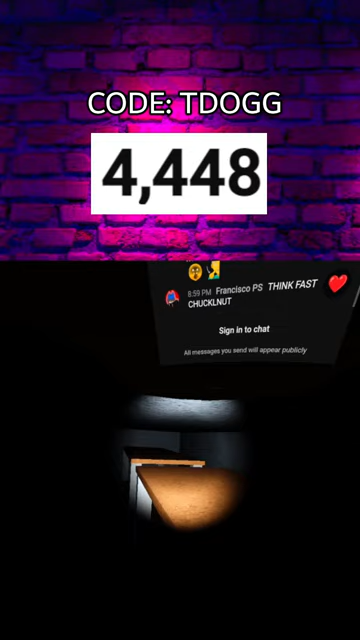 CODE: TDOGG
4,448
8:59 PM Francisco PS THINK FAST
CHUCKLNUT
Sign in to chat
All messages you send will appear publicly